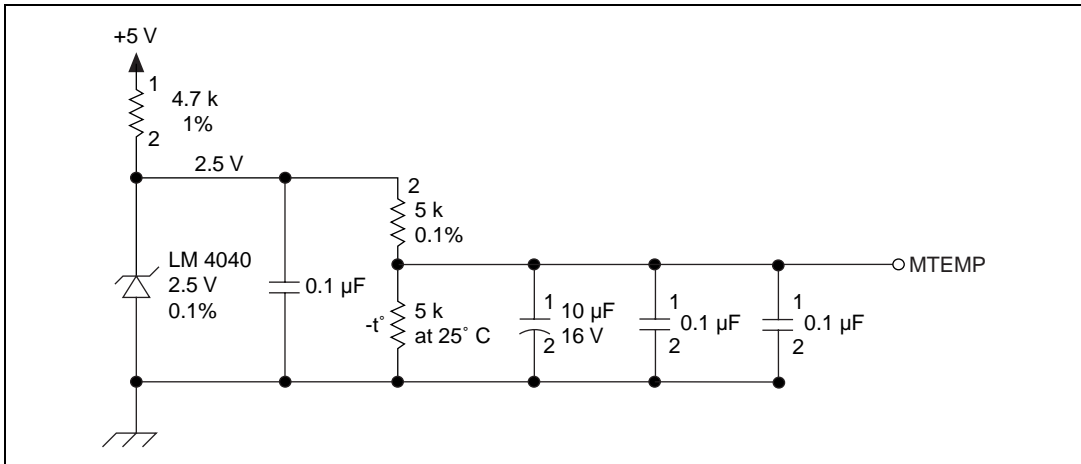 +5 V
1
4.7 k
1%
2
2.5 V
2
5 k
0.1%
LM 4040
2.5 V
0.1%
0.1 µF
-t°
5 k
at 25° C
1
10 µF
16 V
2
1
0.1 µF
2
1
0.1 µF
2
MTEMP